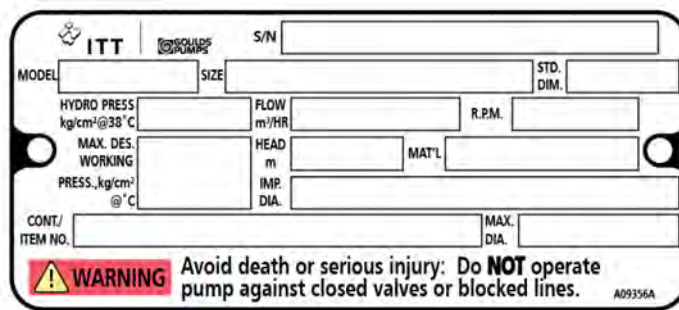 ITT GOULDS PUMPS S/N
MODEL SIZE STD. DIM.
HYDRO PRESS kg/cm²@38˚C FLOW m³/HR R.P.M.
MAX. DES. WORKING PRESS.,kg/cm² @˚C HEAD m MAT'L
IMP. DIA.
CONT./ ITEM NO. MAX. DIA.
WARNING Avoid death or serious injury: Do NOT operate
pump against closed valves or blocked lines.
A09356A